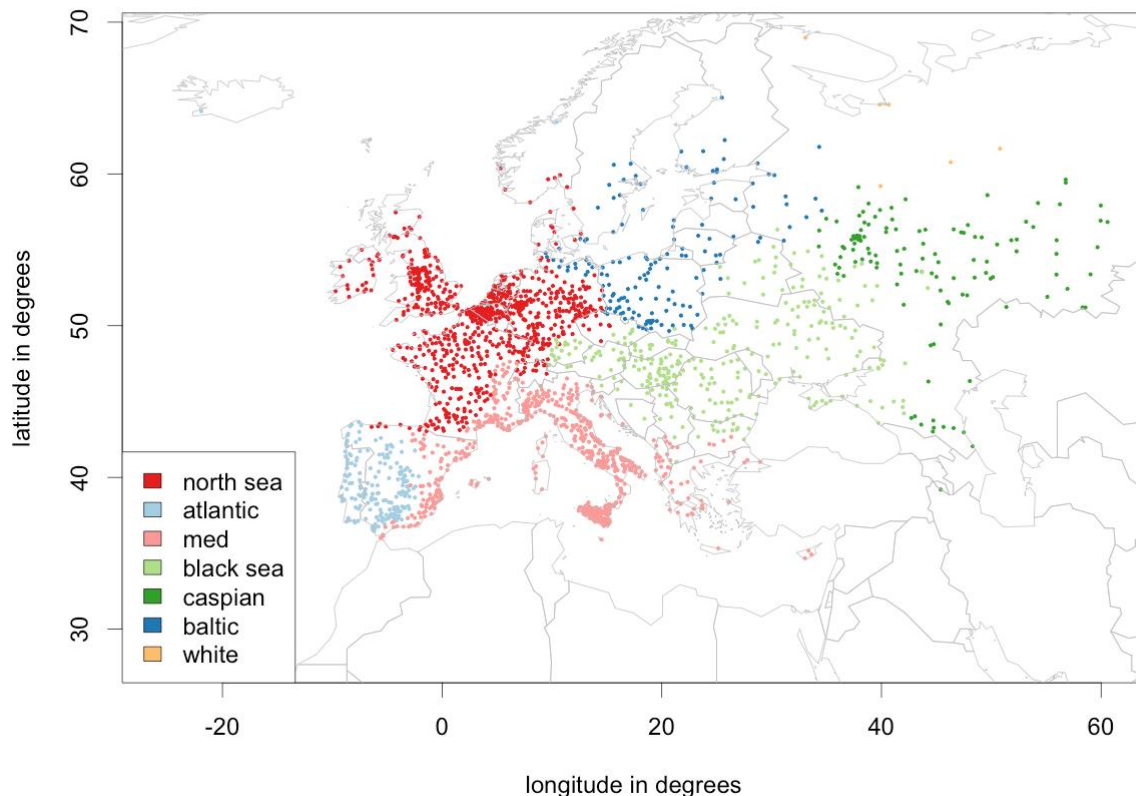 70
60
50
40
30
latitude in degrees
north sea
atlantic
med
black sea
caspian
baltic
white
-20
0
20
40
60
longitude in degrees